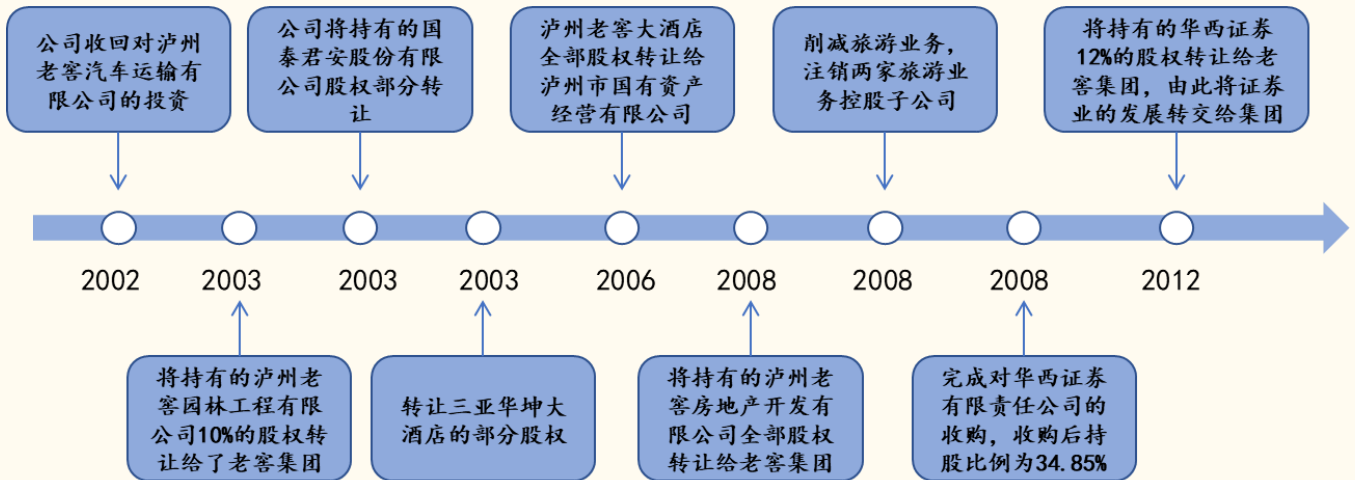 公司收回对泸州
老窖汽车运输有
限公司的投资
公司将持有的国
泰君安股份有限
公司股权部分转
让
泸州老窖大酒店
全部股权转让给
泸州市国有资产
经营有限公司
削减旅游业务，
注销两家旅游业
务控股子公司
将持有的华西证券
12%的股权转让给老
窖集团，由此将证券
业的发展转交给集团
2002
2003
2003
2003
2006
2008
2008
2008
2012
将持有的泸州老
窖园林工程有限
公司10%的股权转
让给了老窖集团
转让三亚华坤大
酒店的部分股权
将持有的泸州老
窖房地产开发有
限公司全部股权
转让给老窖集团
完成对华西证券
有限责任公司的
收购，收购后持
股比例为34.85%